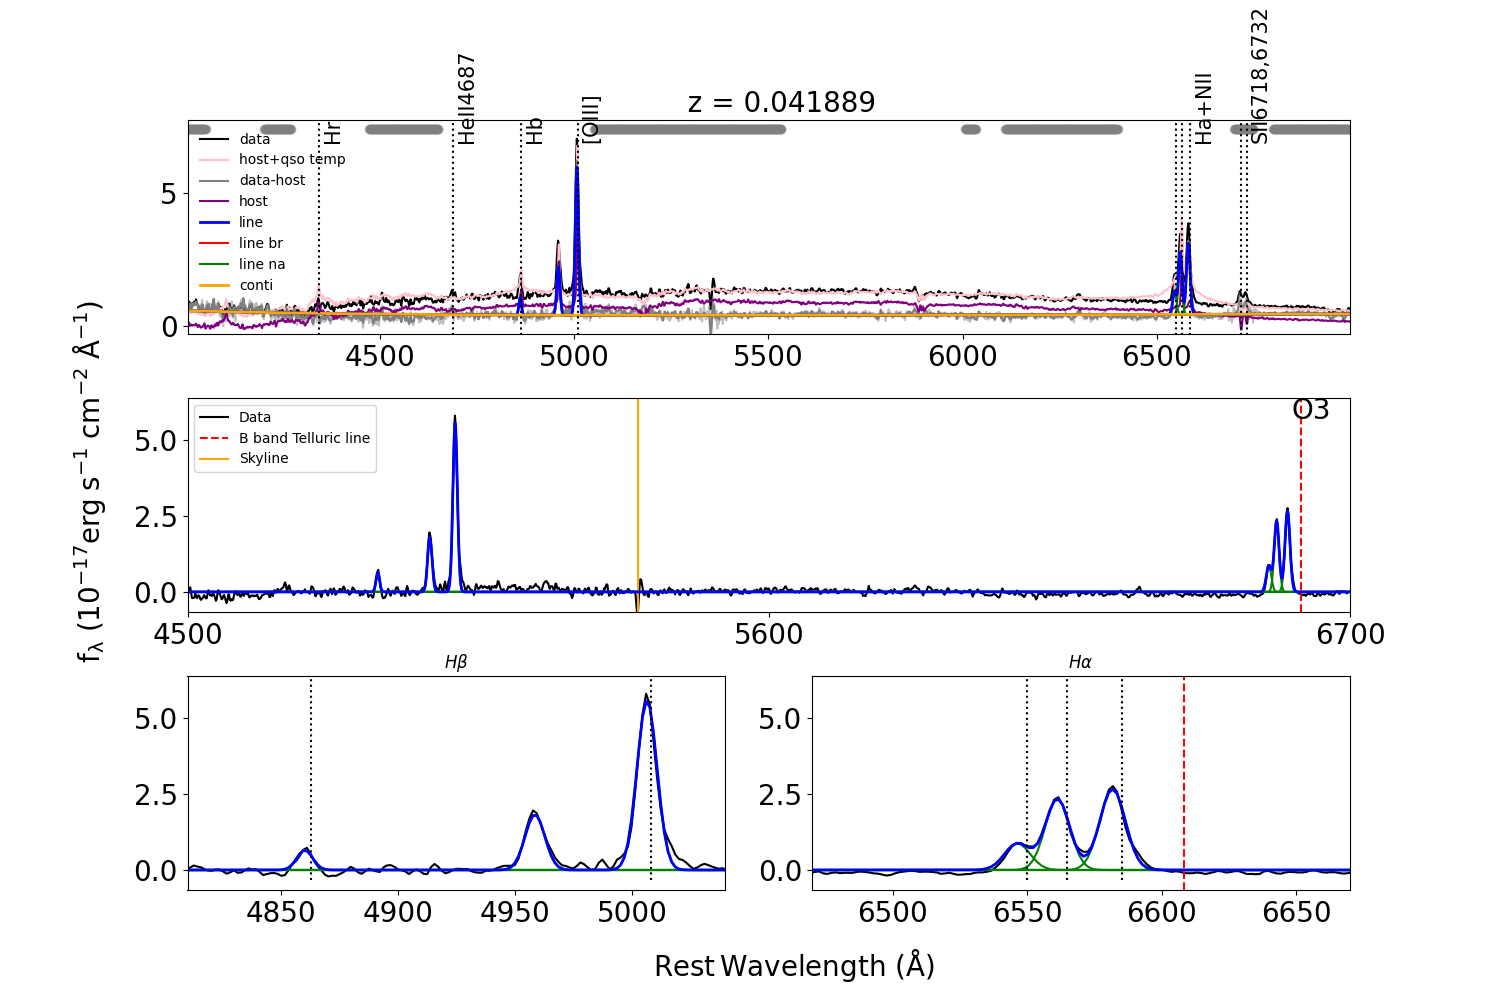 z = 0.041889
Hr
HeII4687
Hb
[OIII]
Ha+NII
SII6718,6732
data
host+qso temp
data-host
host
line
line br
line na
conti
5
0
4500 5000 5500 6000 6500
O3
Data
B band Telluric line
Skyline
5.0
2.5
0.0
4500 5600 6700
fλ (10−17erg s−1 cm−2 Å−1)
Hβ
5.0
2.5
0.0
4850 4900 4950 5000
Hα
5.0
2.5
0.0
6500 6550 6600 6650
Rest Wavelength (Å)